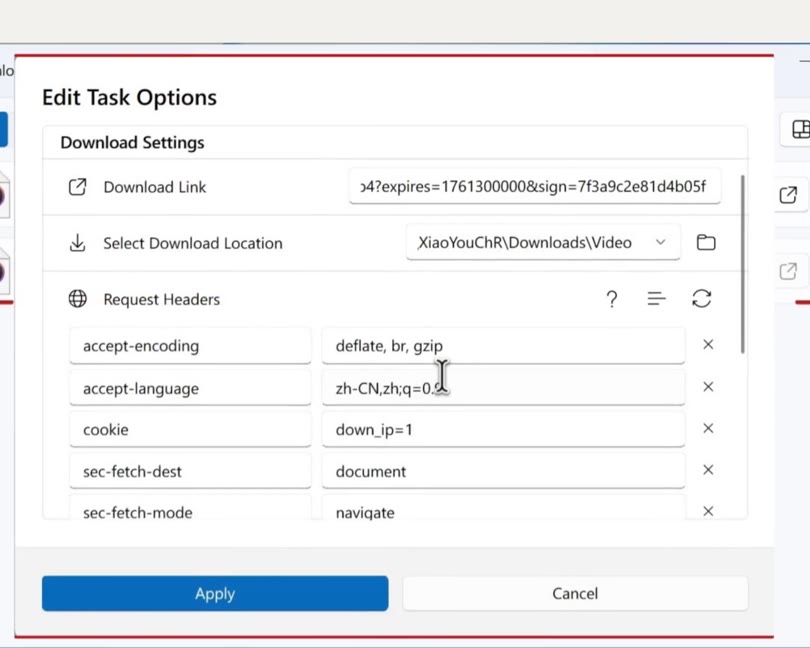 Edit Task Options
Download Settings
Download Link
4?expires=1761300000&sign=7f3a9c2e81d4b05f
Select Download Location
XiaoYouChR\Downloads\Video
Request Headers
?
accept-encoding
deflate, br, gzip
accept-language
zh-CN,zh;q=0.
cookie
down_ip=1
sec-fetch-dest
document
sec-fetch-mode
navigate
Apply
Cancel